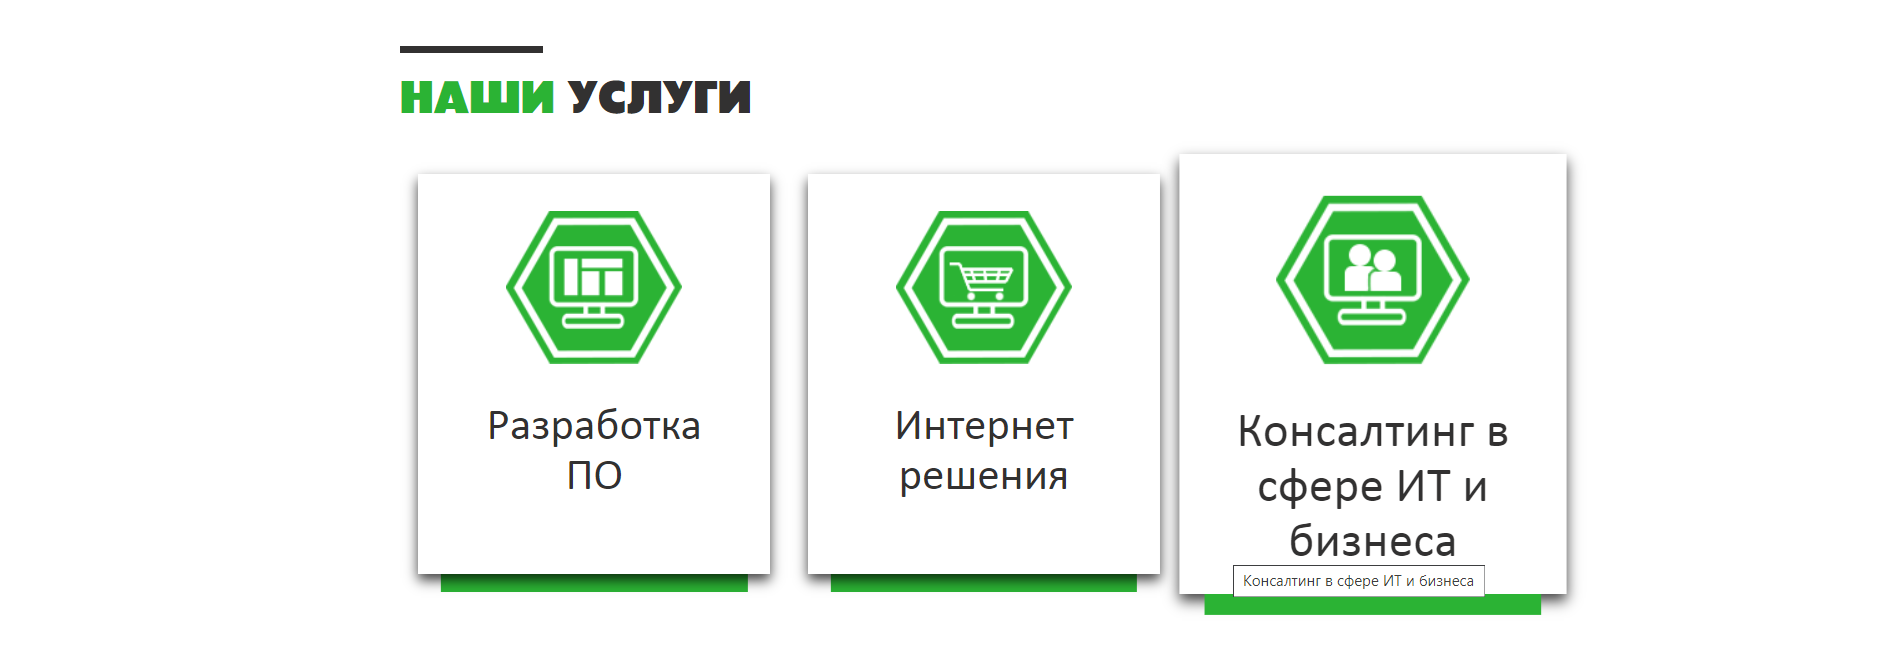 НАШИ УСЛУГИ
Разработка
ПО
Интернет
решения
Консалтинг в
сфере ИТ и
бизнеса
Консалтинг в сфере ИТ и бизнеса